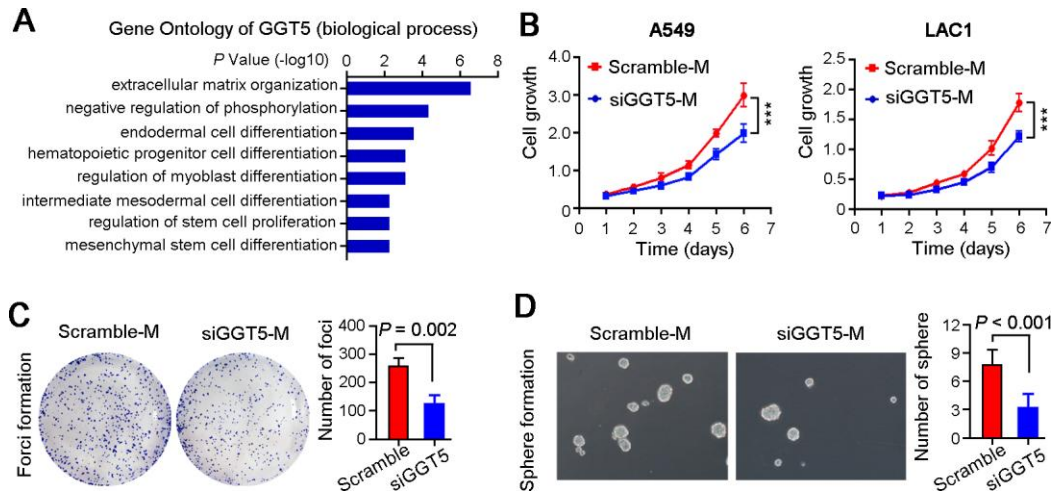 A
Gene Ontology of GGT5 (biological process)
P Value (-log10)
0 2 4 6 8
extracellular matrix organization
negative regulation of phosphorylation
endodermal cell differentiation
hematopoietic progenitor cell differentiation
regulation of myoblast differentiation
intermediate mesodermal cell differentiation
regulation of stem cell proliferation
mesenchymal stem cell differentiation
B
A549
Cell growth
4.0
3.0
2.0
1.0
0
Scramble-M
siGGT5-M
***
0 1 2 3 4 5 6 7
Time (days)
LAC1
Cell growth
2.5
2.0
1.5
1.0
0.5
0
Scramble-M
siGGT5-M
***
0 1 2 3 4 5 6 7
Time (days)
C
Scramble-M
siGGT5-M
Forci formation
Number of foci
400
300
200
100
0
P = 0.002
Scramble
siGGT5
D
Scramble-M
siGGT5-M
Sphere formation
Number of sphere
12
9
6
3
0
P < 0.001
Scramble
siGGT5